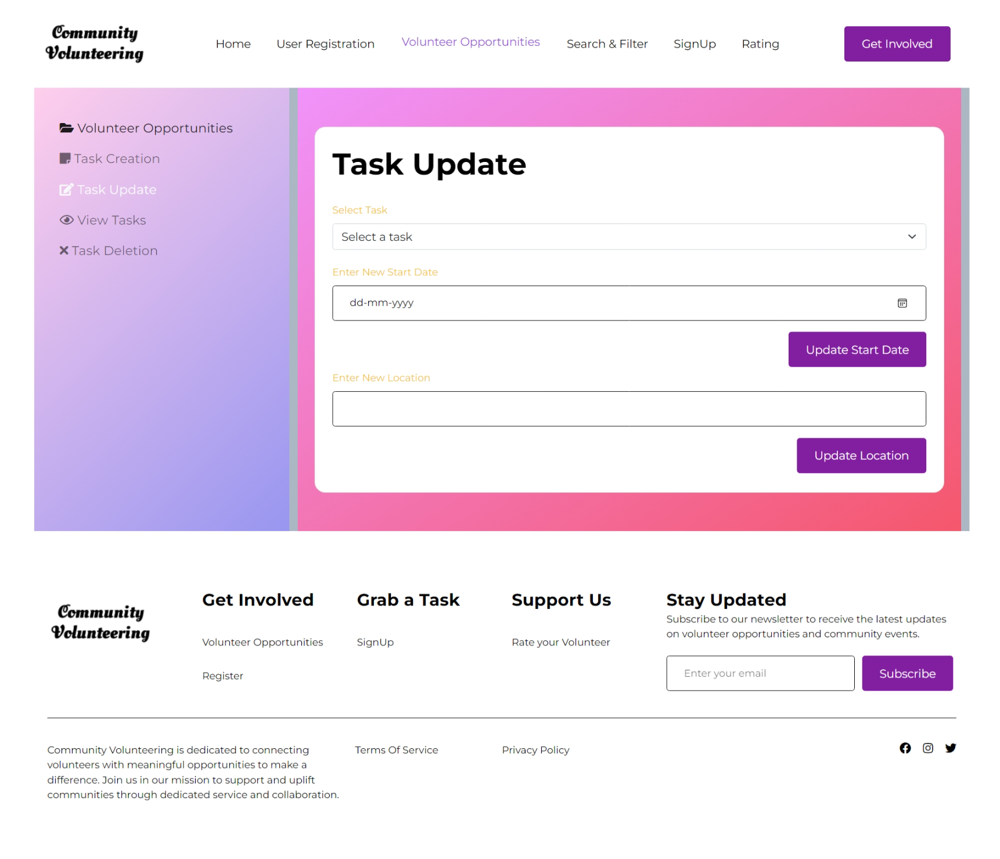 Community
Volunteering
Home
User Registration
Volunteer Opportunities
Search & Filter
SignUp
Rating
Get Involved
Volunteer Opportunities
Task Creation
Task Update
View Tasks
Task Deletion
Task Update
Select Task
Select a task
Enter New Start Date
dd-mm-yyyy
Update Start Date
Enter New Location
Update Location
Community
Volunteering
Get Involved
Volunteer Opportunities
Register
Grab a Task
SignUp
Support Us
Rate your Volunteer
Stay Updated
Subscribe to our newsletter to receive the latest updates
on volunteer opportunities and community events.
Enter your email
Subscribe
Community Volunteering is dedicated to connecting
volunteers with meaningful opportunities to make a
difference. Join us in our mission to support and uplift
communities through dedicated service and collaboration.
Terms Of Service
Privacy Policy